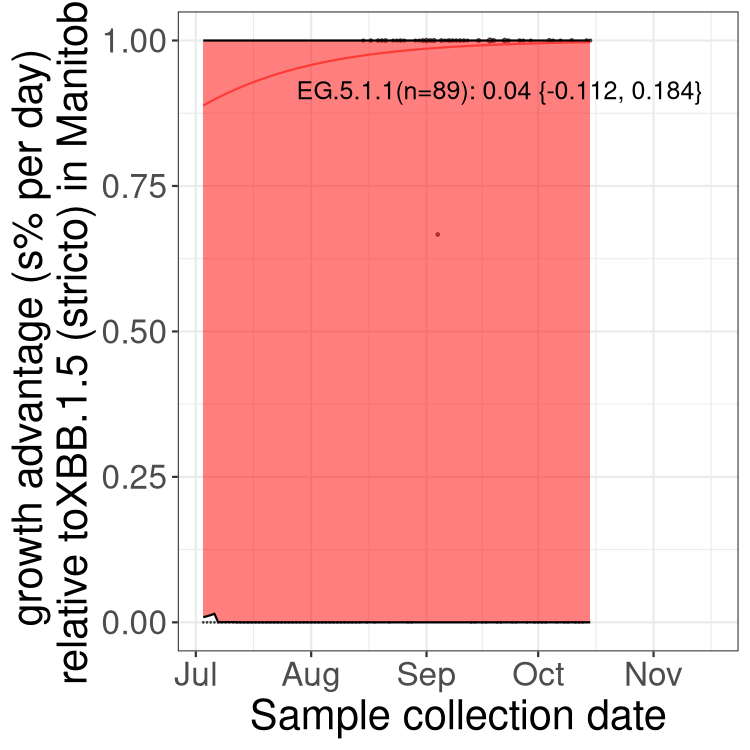 growth advantage (s% per day)
relative toXBB.1.5 (stricto) in Manitob
1.00
0.75
0.50
0.25
0.00
EG.5.1.1(n=89): 0.04 {-0.112, 0.184}
Jul Aug Sep Oct Nov
Sample collection date